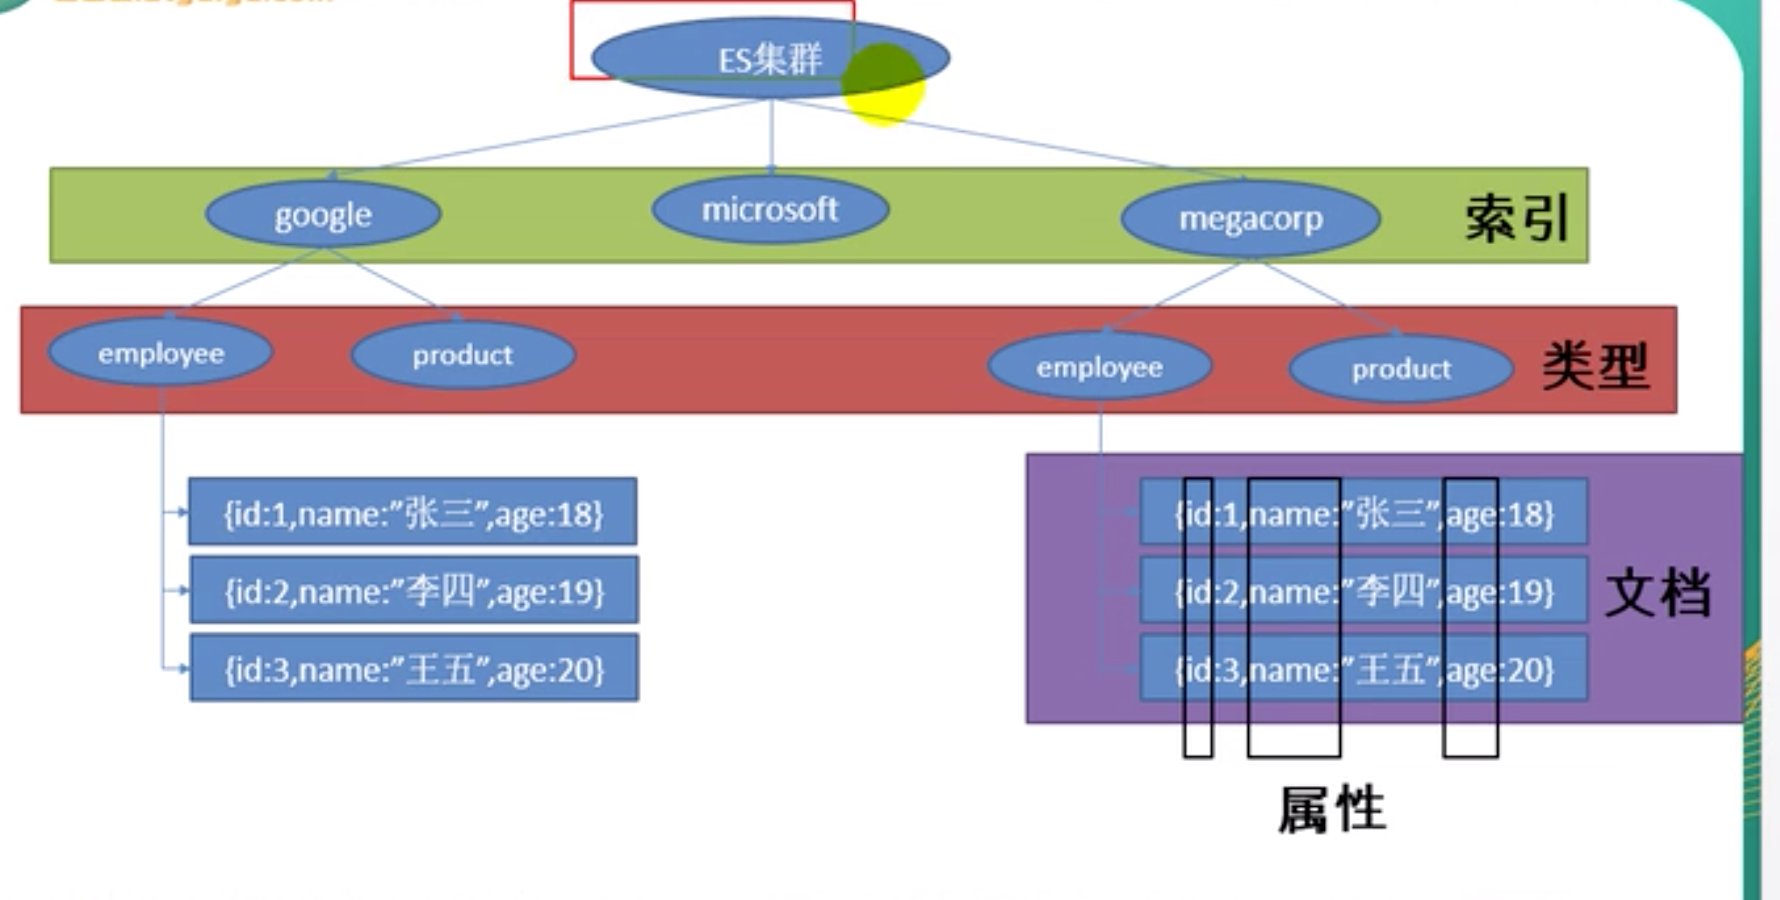 ES集群
google
microsoft
megacorp
索引
employee
product
employee
product
类型
{id:1,name:”张三”,age:18}
{id:2,name:”李四”,age:19}
{id:3,name:”王五”,age:20}
{id:1,name:”张三”,age:18}
{id:2,name:”李四”,age:19}
{id:3,name:”王五”,age:20}
文档
属性